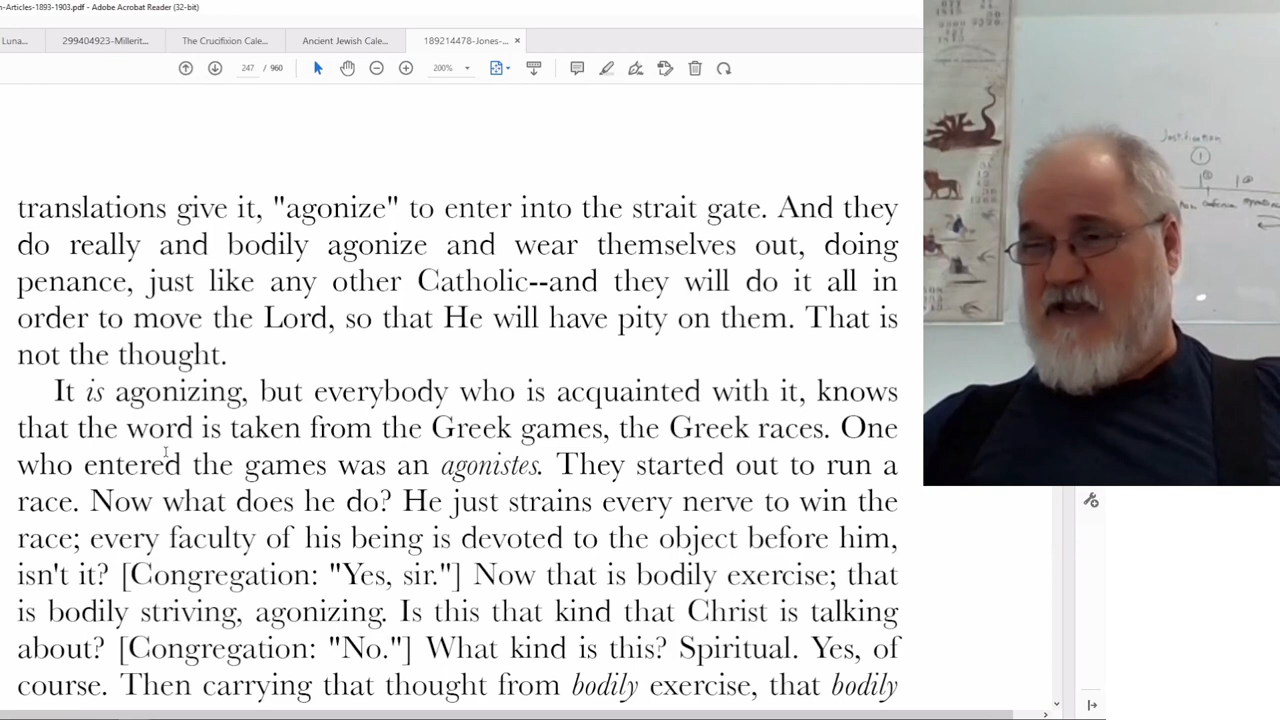 n-Articles-1893-1903.pdf - Adobe Acrobat Reader (32-bit)
Luna... 299404923-Millerit... The Crucifixion Cale... Ancient Jewish Cale... 189214478-Jones-... ×
247 / 960 200%
translations give it, "agonize" to enter into the strait gate. And they
do really and bodily agonize and wear themselves out, doing
penance, just like any other Catholic--and they will do it all in
order to move the Lord, so that He will have pity on them. That is
not the thought.
It is agonizing, but everybody who is acquainted with it, knows
that the word is taken from the Greek games, the Greek races. One
who entered the games was an agonistes. They started out to run a
race. Now what does he do? He just strains every nerve to win the
race; every faculty of his being is devoted to the object before him,
isn't it? [Congregation: "Yes, sir."] Now that is bodily exercise; that
is bodily striving, agonizing. Is this that kind that Christ is talking
about? [Congregation: "No."] What kind is this? Spiritual. Yes, of
course. Then carrying that thought from bodily exercise, that bodily
Justification
1